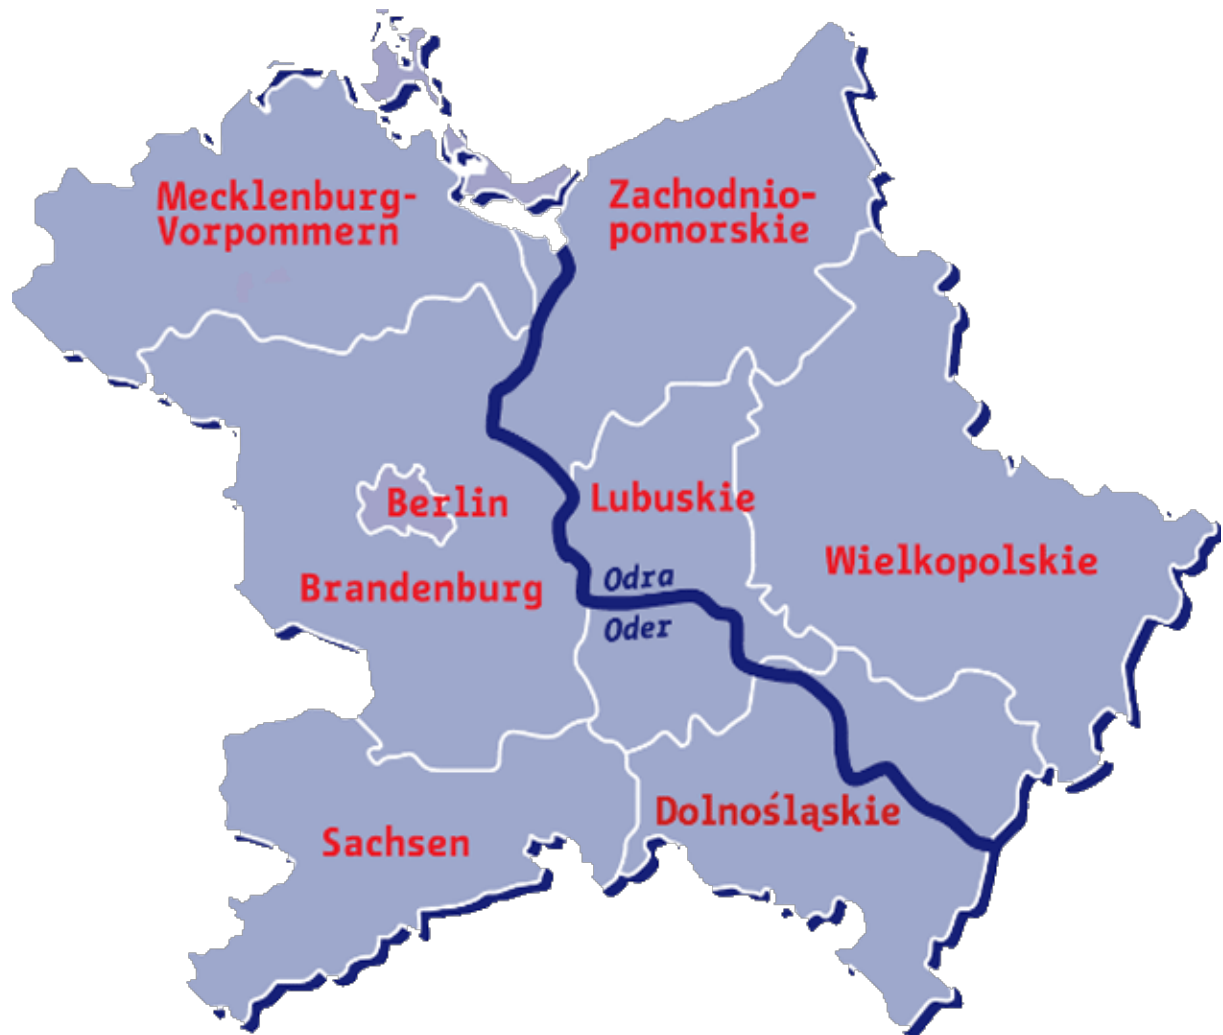 Mecklenburg-
Vorpommern
Zachodnio-
pomorskie
Berlin
Lubuskie
Wielkopolskie
Brandenburg
Odra
Oder
Dolnośląskie
Sachsen